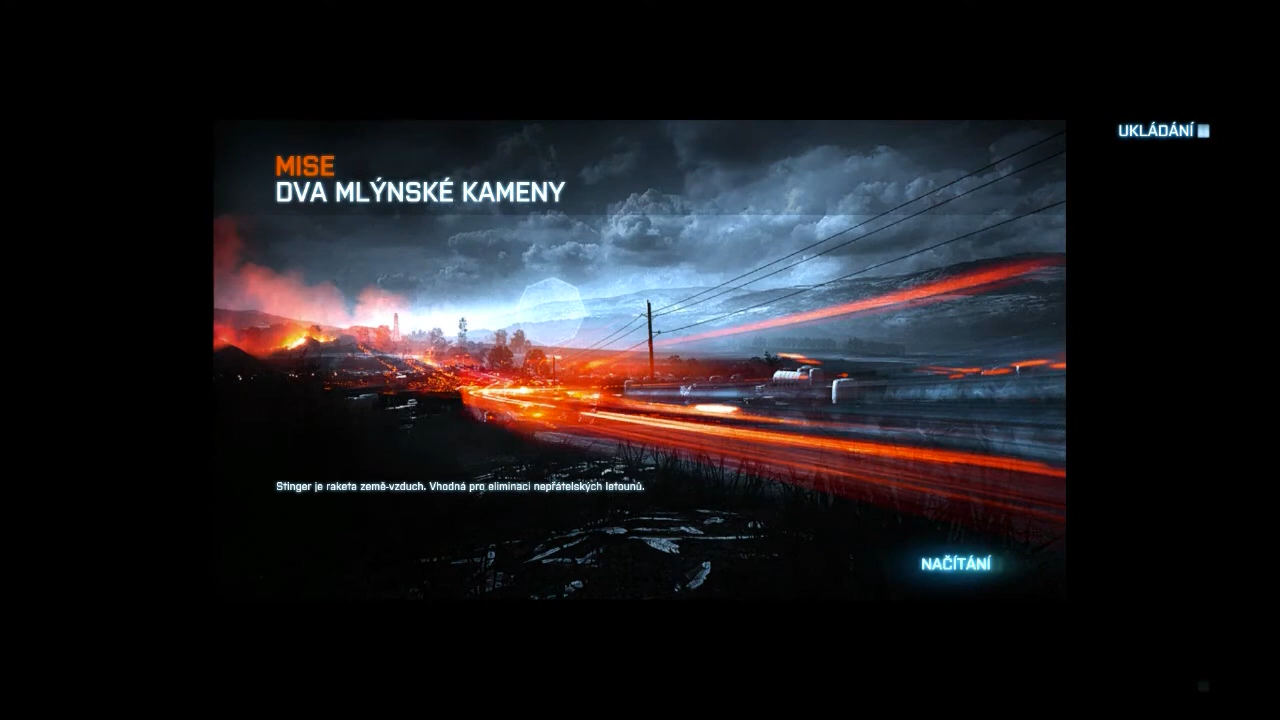 UKLÁDÁNÍ
MISE
DVA MLÝNSKÉ KAMENY
Stinger je raketa země-vzduch. Vhodná pro eliminaci nepřátelských letounů.
NAČÍTÁNÍ